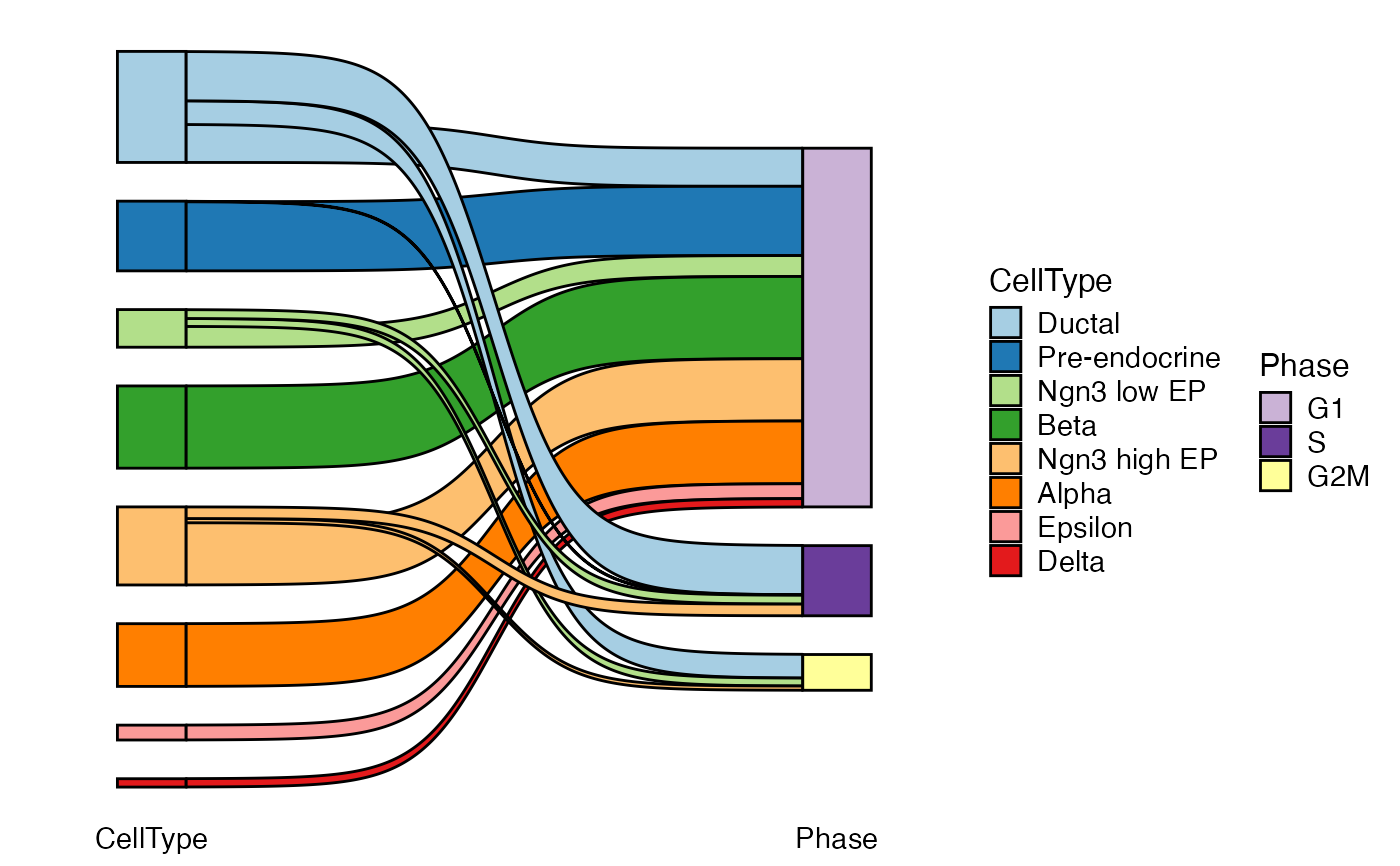 CellType
Ductal
Pre-endocrine
Ngn3 low EP
Beta
Ngn3 high EP
Alpha
Epsilon
Delta
Phase
G1
S
G2M
CellType
Phase